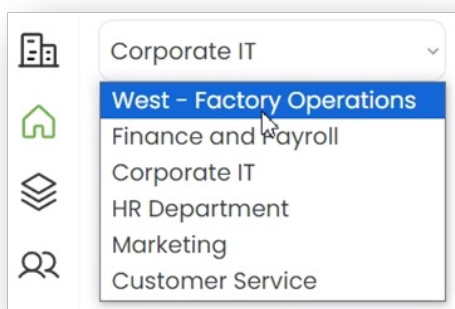 Corporate IT
West - Factory Operations
Finance and Payroll
Corporate IT
HR Department
Marketing
Customer Service